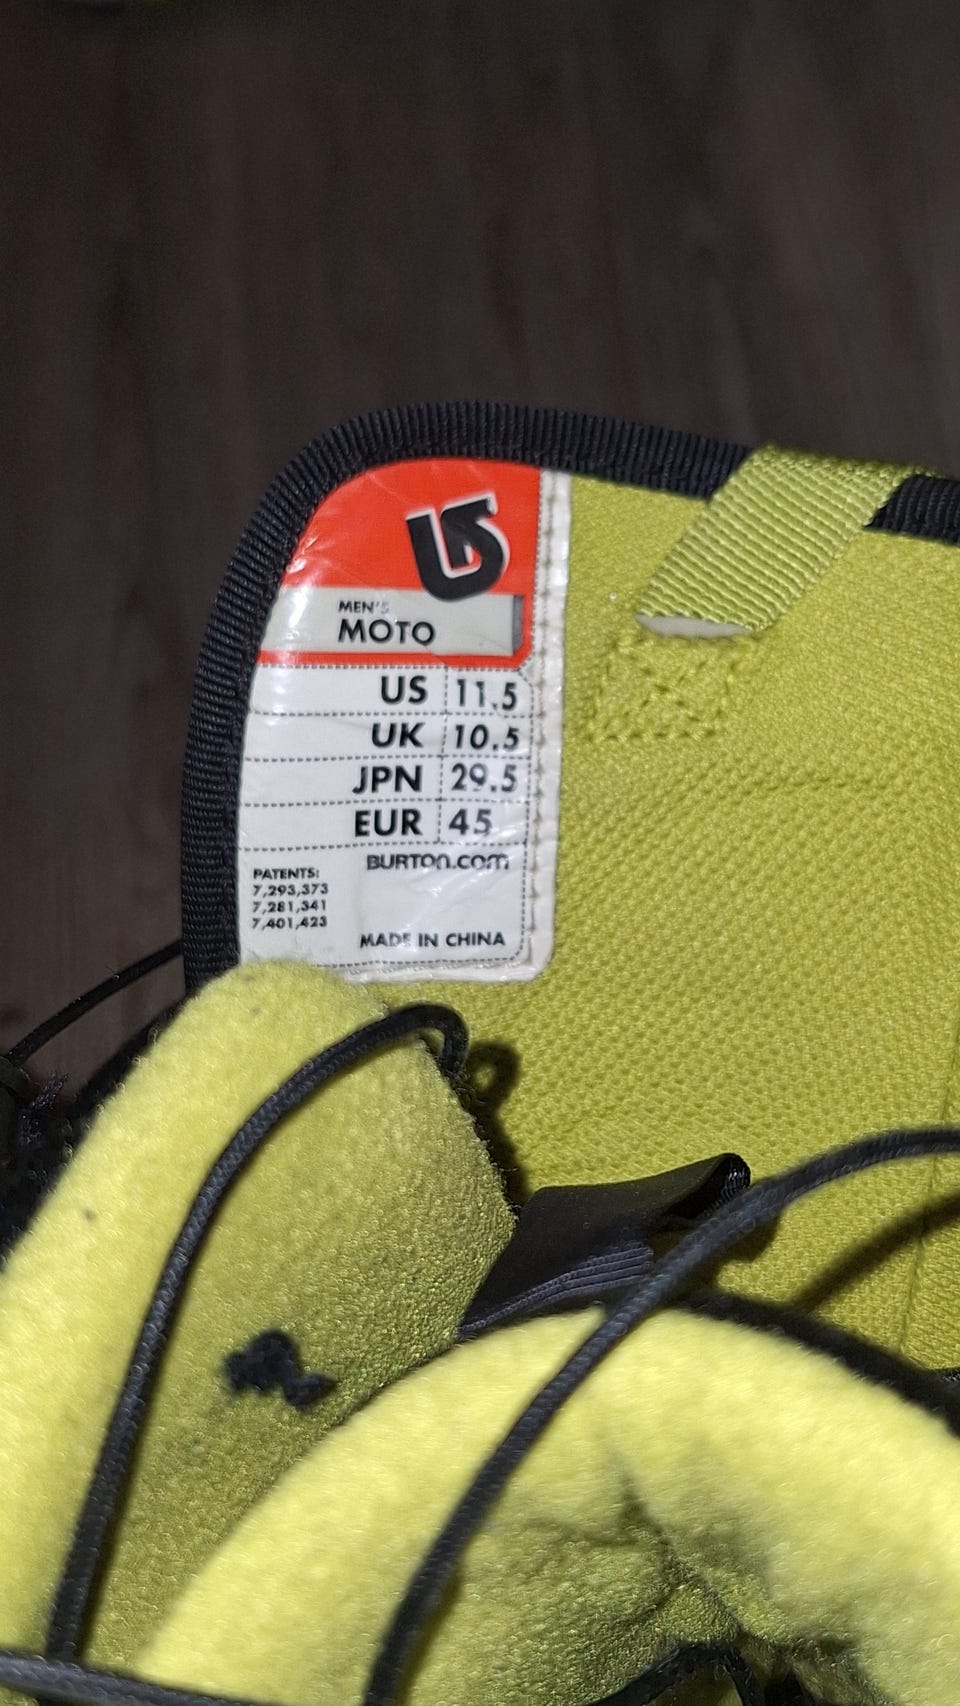 MEN'S
MOTO
US 11.5
UK 10.5
JPN 29.5
EUR 45
BURTON.COM
PATENTS:
7,293,373
7,281,341
7,401,423
MADE IN CHINA